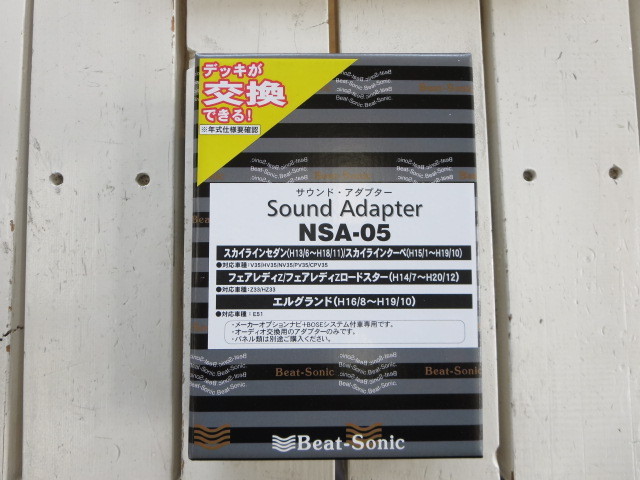 デッキが
交換
できる!
※年式仕様要確認
サウンド・アダプター
Sound Adapter
NSA-05
スカイラインセダン(H13/6~H18/11)/スカイラインクーペ(H15/1~H19/10)
●対応車種:V35/HV35/NV35/PV35/CPV35
フェアレディZ/フェアレディZロードスター(H14/7~H20/12)
●対応車種:Z33/HZ33
エルグランド(H16/8~H19/10)
●対応車種:E51
・メーカーオプションナビ+BOSEシステム付車専用です。
・オーディオ交換用のアダプターのみです。
・パネル類は別途ご購入ください。
Beat-Sonic
Beat-Sonic
Beat-Sonic